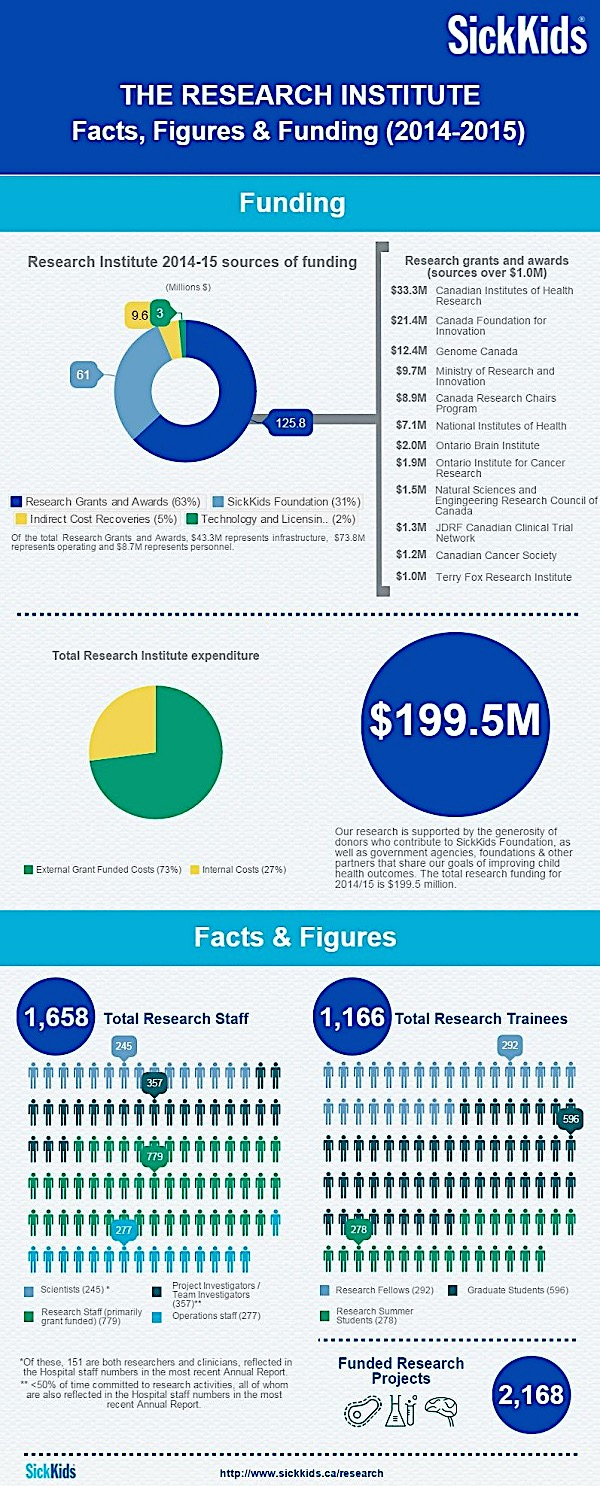 SickKids®
THE RESEARCH INSTITUTE
Facts, Figures & Funding (2014-2015)
Funding
Research Institute 2014-15 sources of funding
(Millions $)
9.6
3
61
125.8
Research Grants and Awards (63%)
SickKids Foundation (31%)
Indirect Cost Recoveries (5%)
Technology and Licensin.. (2%)
Of the total Research Grants and Awards, $43.3M represents infrastructure, $73.8M
represents operating and $8.7M represents personnel.
Research grants and awards
(sources over $1.0M)
$33.3M Canadian Institutes of Health
Research
$21.4M Canada Foundation for
Innovation
$12.4M Genome Canada
$9.7M Ministry of Research and
Innovation
$8.9M Canada Research Chairs
Program
$7.1M National Institutes of Health
$2.0M Ontario Brain Institute
$1.9M Ontario Institute for Cancer
Research
$1.5M Natural Sciences and
Engingeering Research Council of
Canada
$1.3M JDRF Canadian Clinical Trial
Network
$1.2M Canadian Cancer Society
$1.0M Terry Fox Research Institute
Total Research Institute expenditure
External Grant Funded Costs (73%)
Internal Costs (27%)
$199.5M
Our research is supported by the generosity of
donors who contribute to SickKids Foundation, as
well as government agencies, foundations & other
partners that share our goals of improving child
health outcomes. The total research funding for
2014/15 is $199.5 million.
Facts & Figures
1,658 Total Research Staff
245
357
779
277
Scientists (245) *
Project Investigators /
Team Investigators
(357)**
Research Staff (primarily
grant funded) (779)
Operations staff (277)
*Of these, 151 are both researchers and clinicians, reflected in
the Hospital staff numbers in the most recent Annual Report.
** <50% of time committed to research activities, all of whom
are also reflected in the Hospital staff numbers in the most
recent Annual Report.
1,166 Total Research Trainees
292
596
278
Research Fellows (292)
Graduate Students (596)
Research Summer
Students (278)
Funded Research
Projects
2,168
SickKids
http://www.sickkids.ca/research